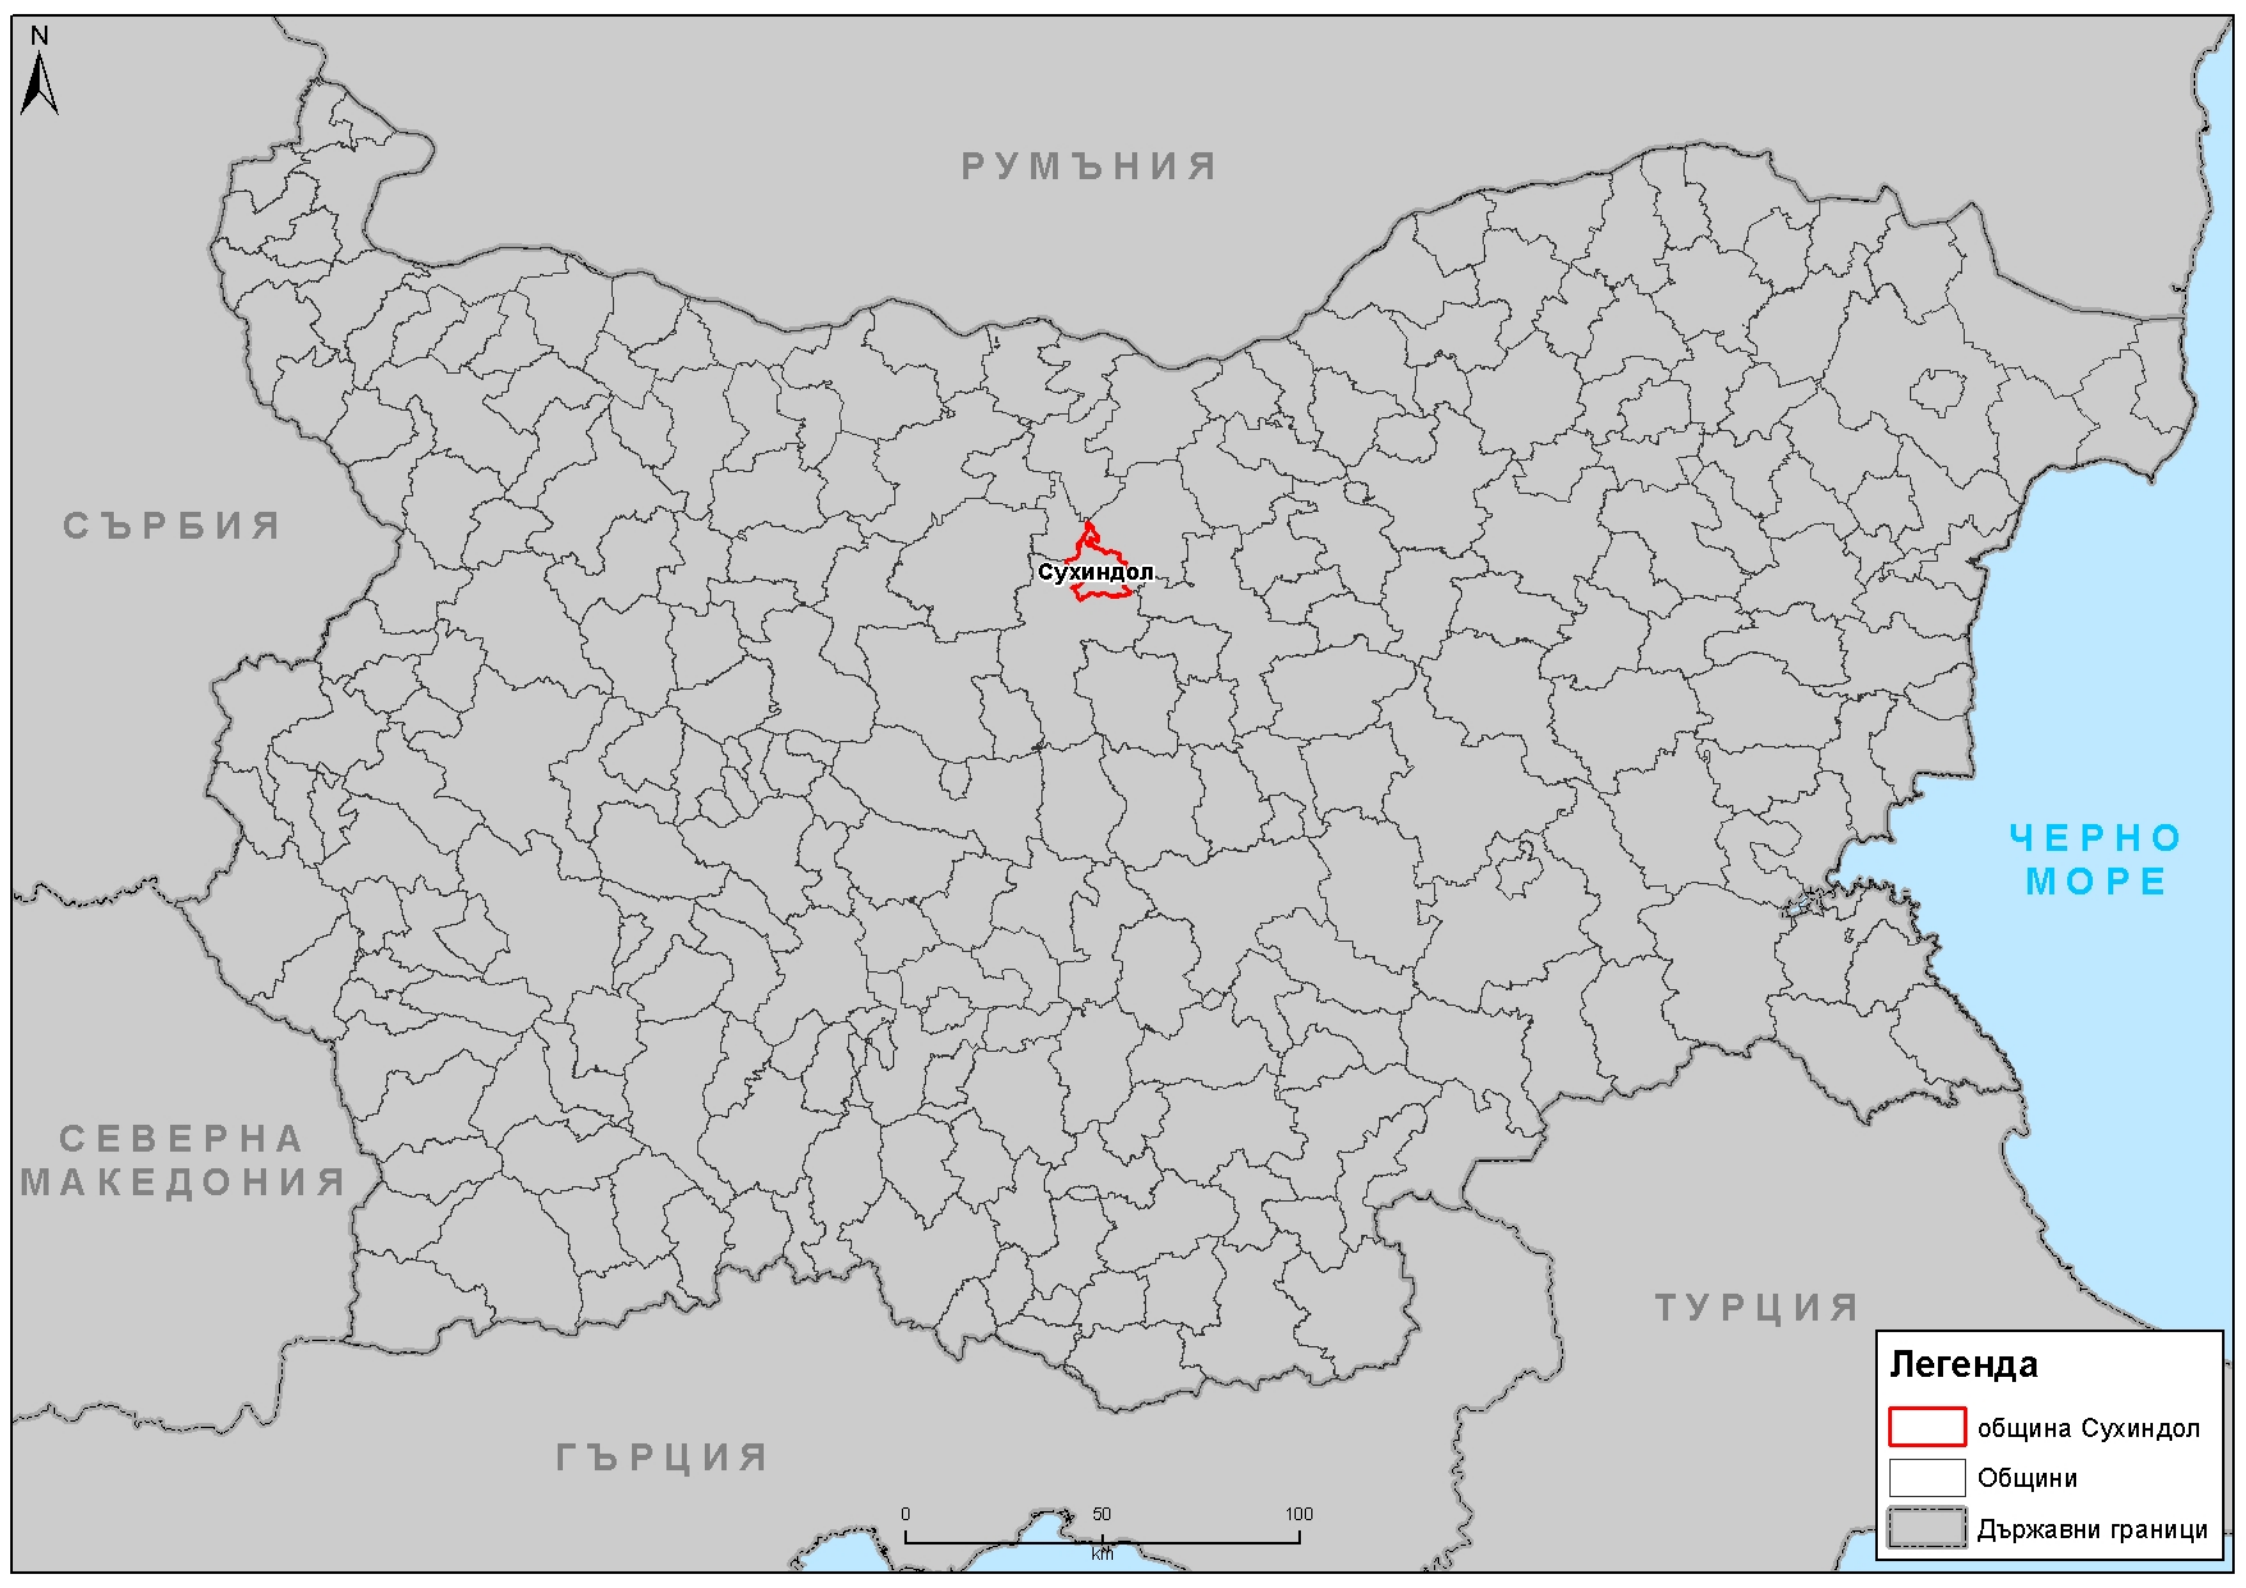 N
РУМЪНИЯ
СЪРБИЯ
Сухиндол
ЧЕРНО
МОРЕ
СЕВЕРНА
МАКЕДОНИЯ
ТУРЦИЯ
ГЪРЦИЯ
0 50 100
km
Легенда
община Сухиндол
Общини
Държавни граници